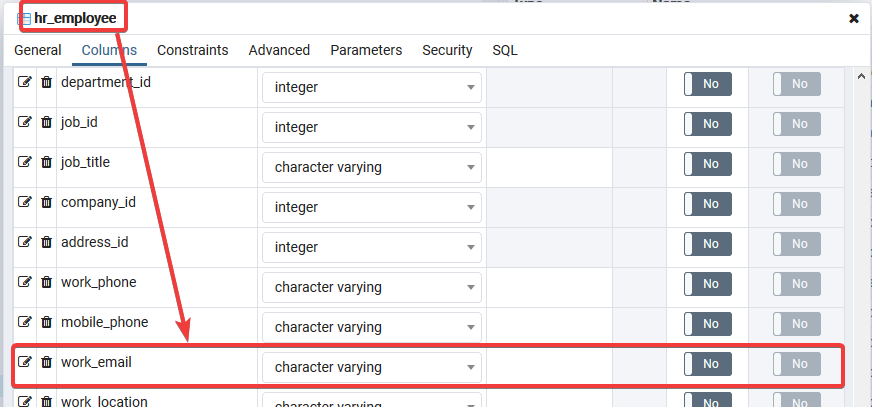 hr_employee
General Columns Constraints Advanced Parameters Security SQL
department_id integer No No
job_id integer No No
job_title character varying No No
company_id integer No No
address_id integer No No
work_phone character varying No No
mobile_phone character varying No No
work_email character varying No No
work_location character varying No No